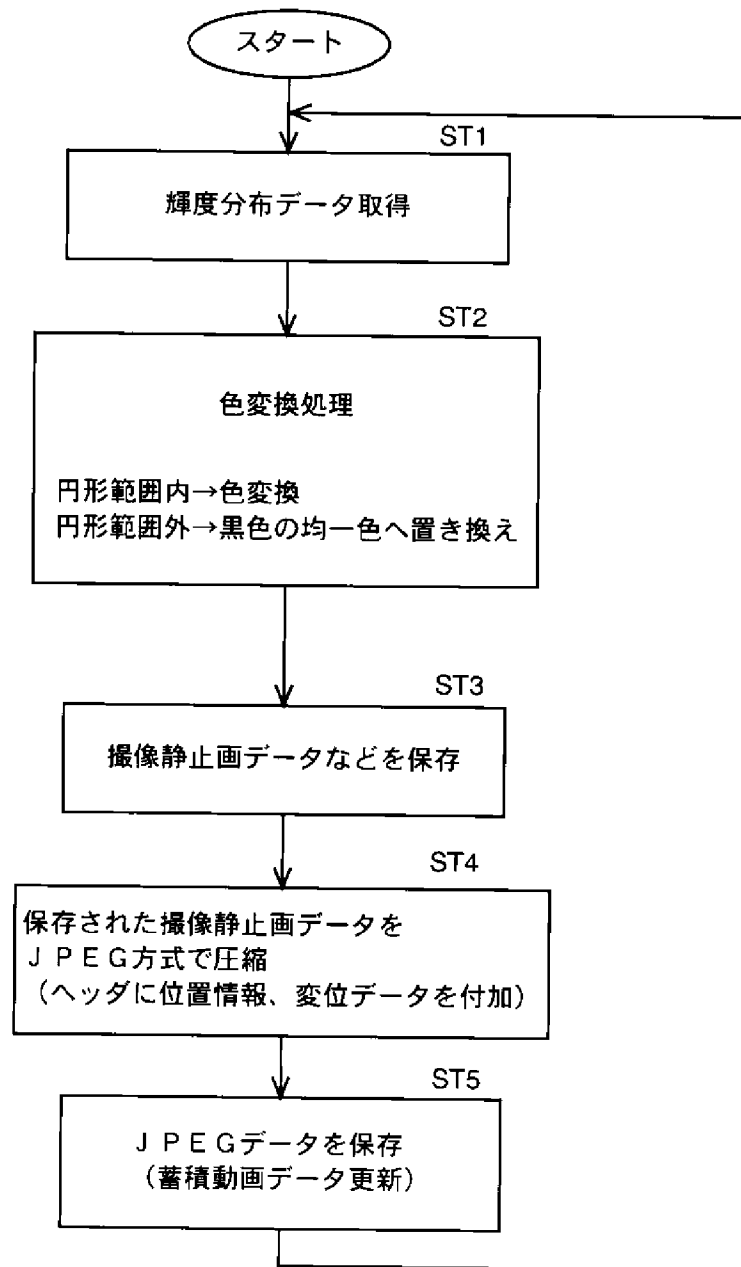 スタート
ST1
輝度分布データ取得
ST2
色変換処理
円形範囲内→色変換
円形範囲外→黒色の均一色へ置き換え
ST3
撮像静止画データなどを保存
ST4
保存された撮像静止画データを
ＪＰＥＧ方式で圧縮
（ヘッダに位置情報、変位データを付加）
ST5
ＪＰＥＧデータを保存
（蓄積動画データ更新）